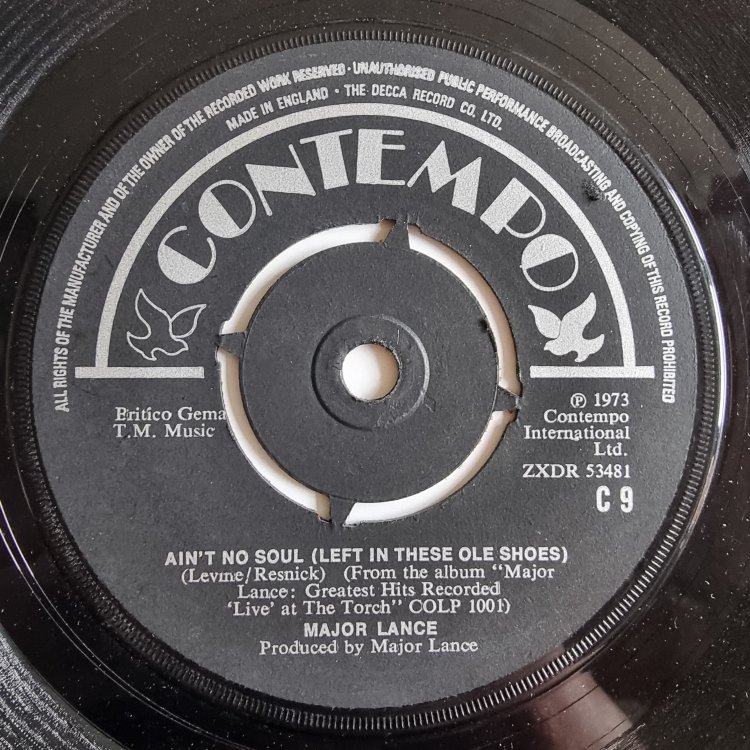 ALL RIGHTS OF THE MANUFACTURER AND OF THE OWNER OF THE RECORDED WORK RESERVED · UNAUTHORISED PUBLIC PERFORMANCE BROADCASTING AND COPYING OF THIS RECORD PROHIBITED
MADE IN ENGLAND · THE DECCA RECORD CO. LTD.
CONTEMPO
Britico Gema
T.M. Music
℗ 1973
Contempo
International
Ltd.
ZXDR 53481
C 9
AIN'T NO SOUL (LEFT IN THESE OLE SHOES)
(Levine/Resnick) (From the album "Major
Lance: Greatest Hits Recorded
'Live' at The Torch" COLP 1001)
MAJOR LANCE
Produced by Major Lance